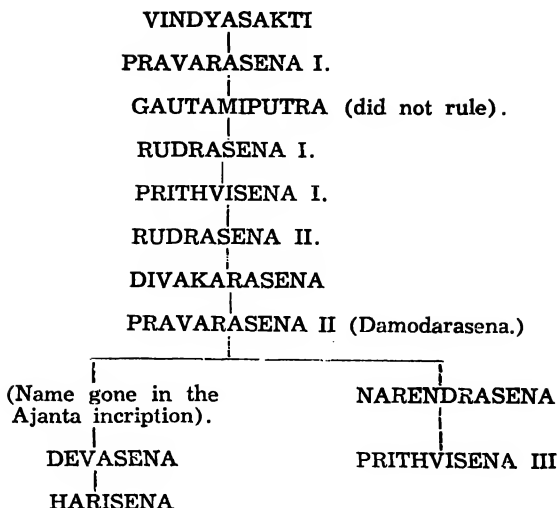 VINDYASAKTI
PRAVARASENA I.
GAUTAMIPUTRA (did not rule).
RUDRASENA I.
PRITHVISENA I.
RUDRASENA II.
DIVAKARASENA
PRAVARASENA II (Damodarasena.)
(Name gone in the
Ajanta incription).
DEVASENA
HARISENA
NARENDRASENA
PRITHVISENA III